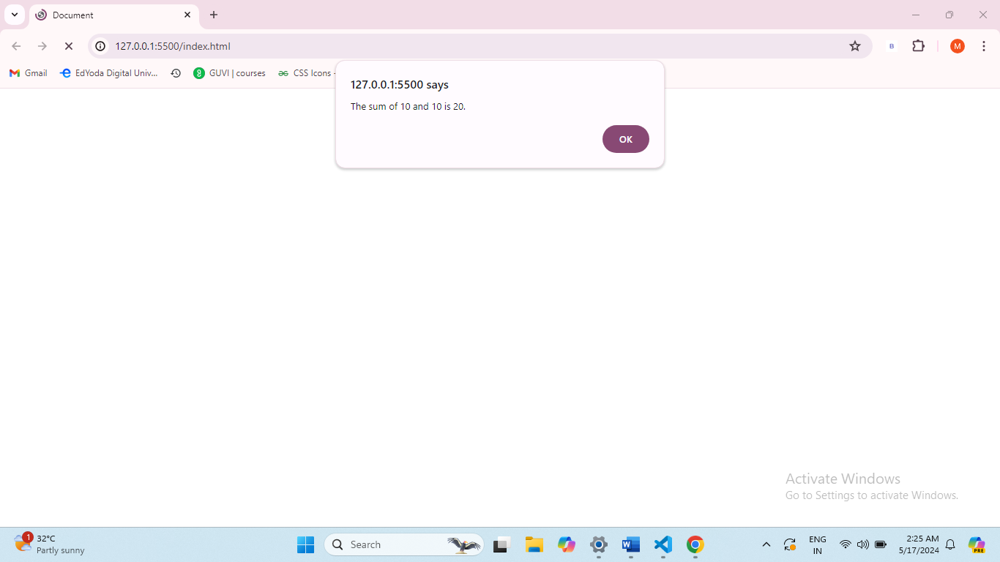 Document
127.0.0.1:5500/index.html
B
M
Gmail
EdYoda Digital Univ...
GUVI | courses
CSS Icons
127.0.0.1:5500 says
The sum of 10 and 10 is 20.
OK
Activate Windows
Go to Settings to activate Windows.
1
32°C
Partly sunny
Search
W
ENG
IN
2:25 AM
5/17/2024
PRE